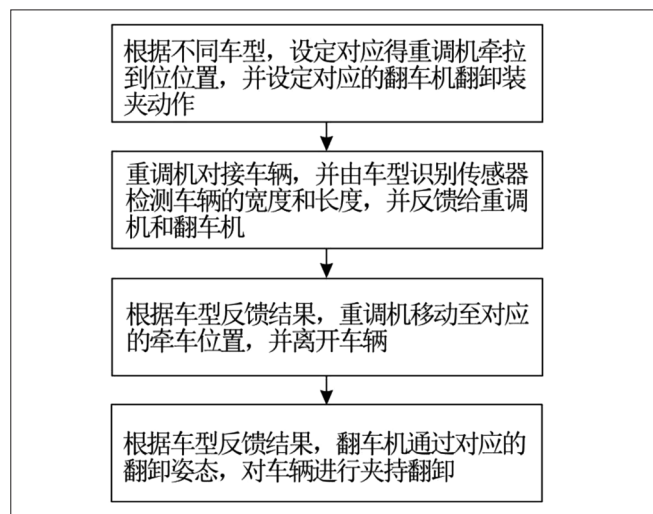 根据不同车型，设定对应得重调机牵拉
到位位置，并设定对应的翻车机翻卸装
夹动作
重调机对接车辆，并由车型识别传感器
检测车辆的宽度和长度，并反馈给重调
机和翻车机
根据车型反馈结果，重调机移动至对应
的牵车位置，并离开车辆
根据车型反馈结果，翻车机通过对应的
翻卸姿态，对车辆进行夹持翻卸